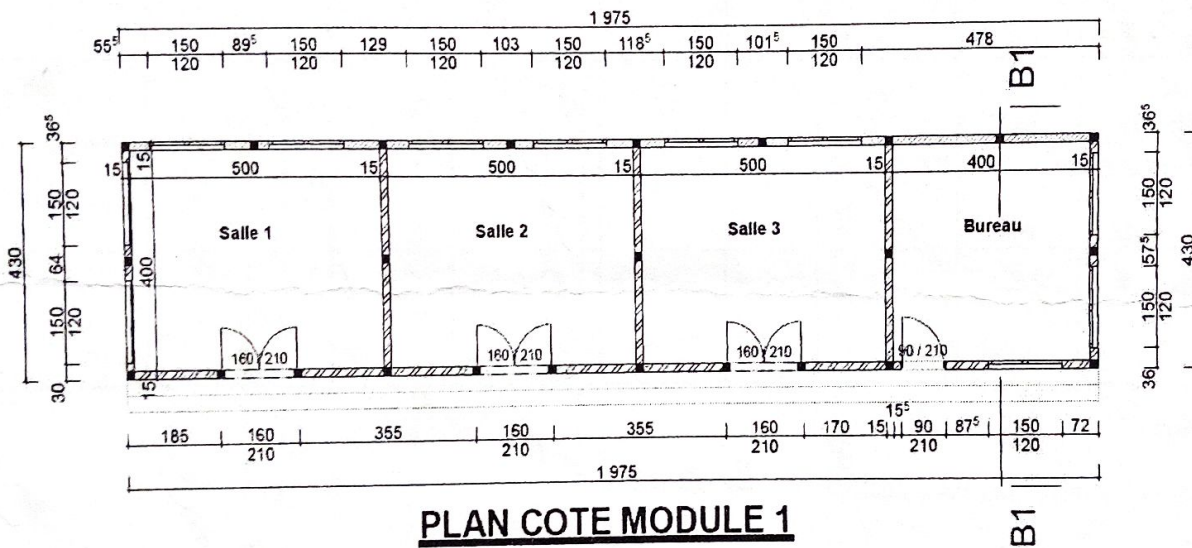 1 975
55⁵ 150 89⁵ 150 129 150 103 150 118⁵ 150 101⁵ 150 478
120 120 120 120 120 120
B1
36⁵ 36⁵
15 15 500 15 500 15 500 15 400 15
150 120 150 120
Salle 1 Salle 2 Salle 3 Bureau
430 64 400 57⁵ 430
150 120 150 120
160 / 210 160 / 210 160 / 210 90 / 210
30 15 36
15⁵
185 160 355 160 355 160 170 15 90 87⁵ 150 72
210 210 210 210 120
1 975
PLAN COTE MODULE 1
B1